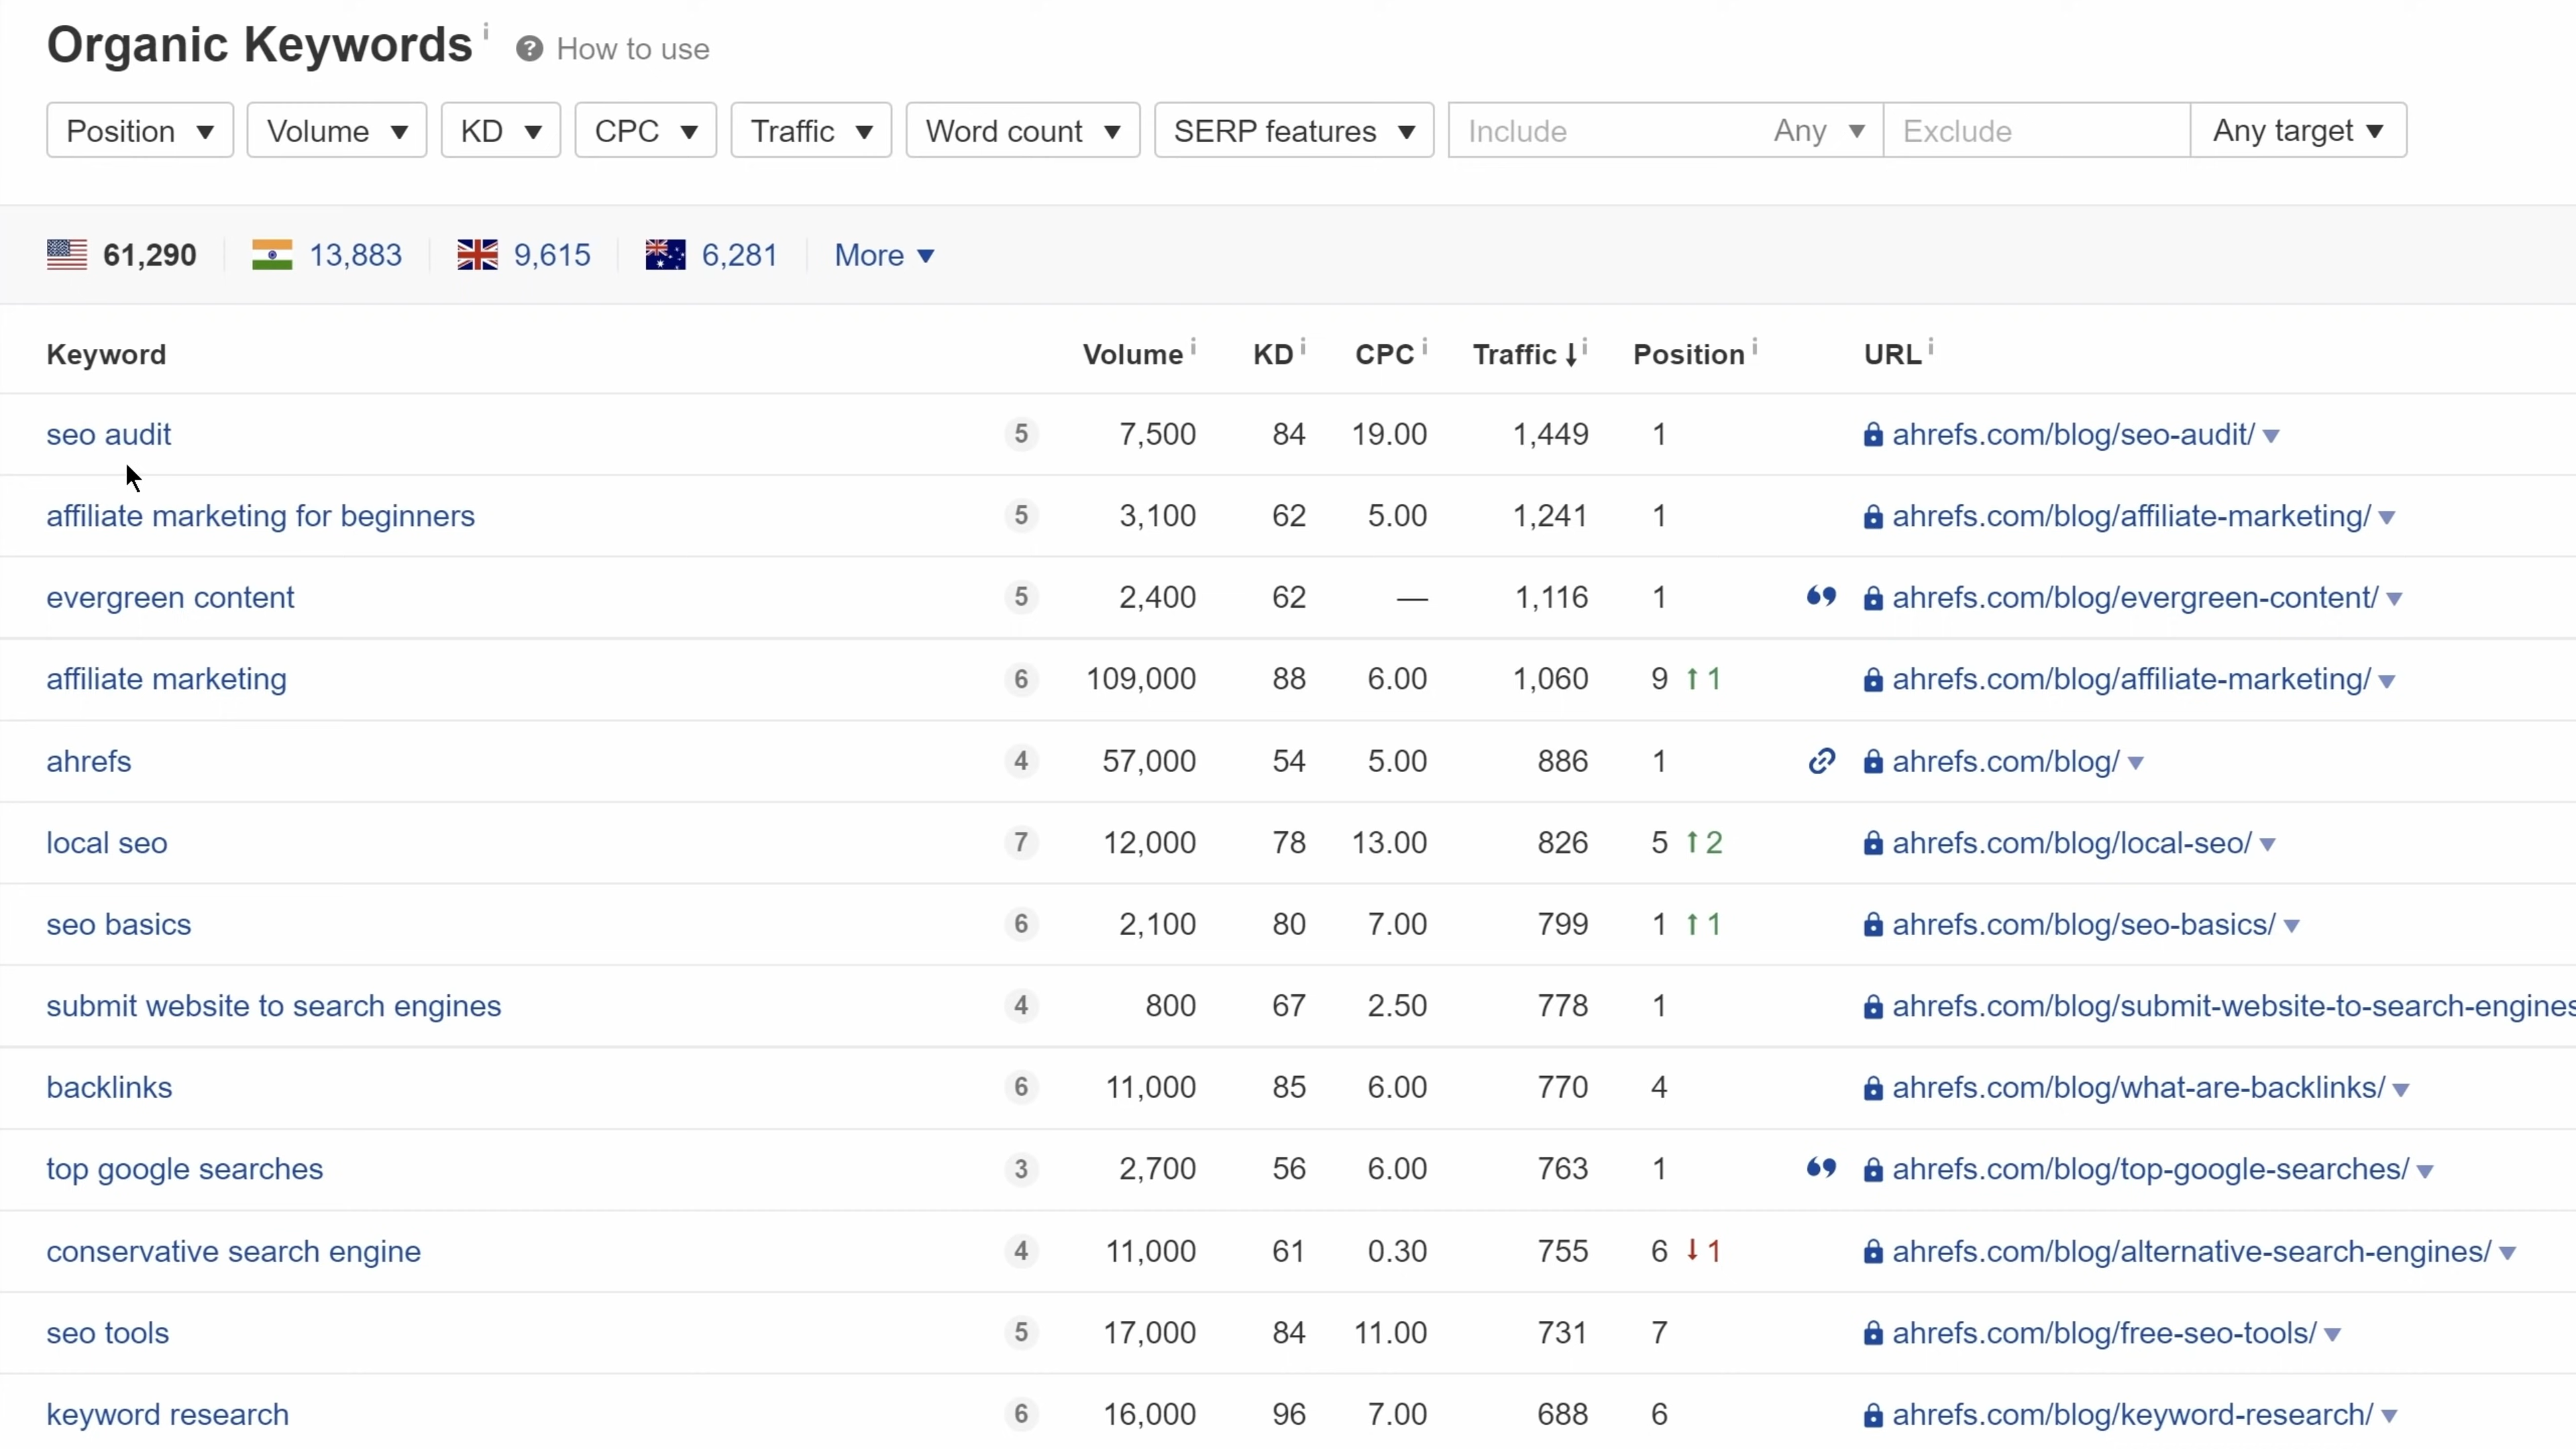 Organic Keywords i ? How to use
Position ▼ Volume ▼ KD ▼ CPC ▼ Traffic ▼ Word count ▼ SERP features ▼ Include Any ▼ Exclude Any target ▼
61,290 13,883 9,615 6,281 More ▼
Keyword Volume i KD i CPC i Traffic ↓ i Position i URL i
seo audit 5 7,500 84 19.00 1,449 1 ahrefs.com/blog/seo-audit/ ▼
affiliate marketing for beginners 5 3,100 62 5.00 1,241 1 ahrefs.com/blog/affiliate-marketing/ ▼
evergreen content 5 2,400 62 — 1,116 1 ahrefs.com/blog/evergreen-content/ ▼
affiliate marketing 6 109,000 88 6.00 1,060 9 ↑1 ahrefs.com/blog/affiliate-marketing/ ▼
ahrefs 4 57,000 54 5.00 886 1 ahrefs.com/blog/ ▼
local seo 7 12,000 78 13.00 826 5 ↑2 ahrefs.com/blog/local-seo/ ▼
seo basics 6 2,100 80 7.00 799 1 ↑1 ahrefs.com/blog/seo-basics/ ▼
submit website to search engines 4 800 67 2.50 778 1 ahrefs.com/blog/submit-website-to-search-engines
backlinks 6 11,000 85 6.00 770 4 ahrefs.com/blog/what-are-backlinks/ ▼
top google searches 3 2,700 56 6.00 763 1 ahrefs.com/blog/top-google-searches/ ▼
conservative search engine 4 11,000 61 0.30 755 6 ↓1 ahrefs.com/blog/alternative-search-engines/ ▼
seo tools 5 17,000 84 11.00 731 7 ahrefs.com/blog/free-seo-tools/ ▼
keyword research 6 16,000 96 7.00 688 6 ahrefs.com/blog/keyword-research/ ▼